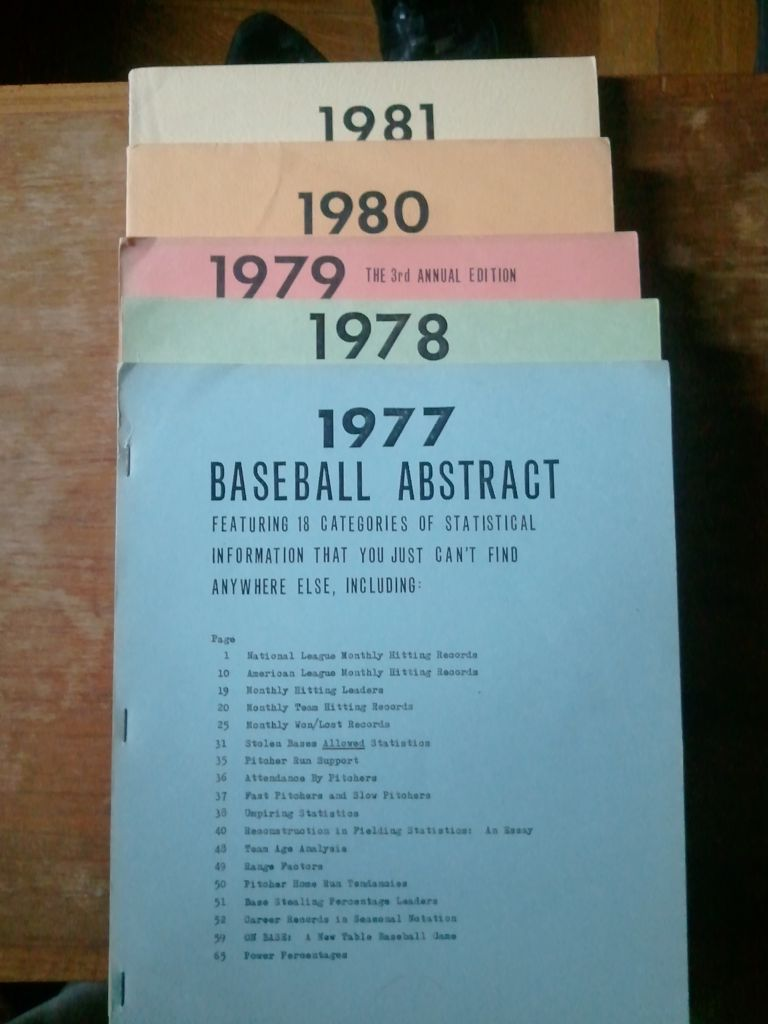 1981
1980
1979 THE 3rd ANNUAL EDITION
1978
1977
BASEBALL ABSTRACT
FEATURING 18 CATEGORIES OF STATISTICAL
INFORMATION THAT YOU JUST CAN'T FIND
ANYWHERE ELSE, INCLUDING:
Page
1 National League Monthly Hitting Records
10 American League Monthly Hitting Records
19 Monthly Hitting Leaders
20 Monthly Team Hitting Records
25 Monthly Won/Lost Records
31 Stolen Bases Allowed Statistics
35 Pitcher Run Support
36 Attendance By Pitchers
37 Fast Pitchers and Slow Pitchers
38 Umpiring Statistics
40 Reconstruction in Fielding Statistics: An Essay
48 Team Age Analysis
49 Range Factors
50 Pitcher Home Run Tendancies
51 Base Stealing Percentage Leaders
52 Career Records in Seasonal Notation
59 ON BASE: A New Table Baseball Game
65 Power Percentages